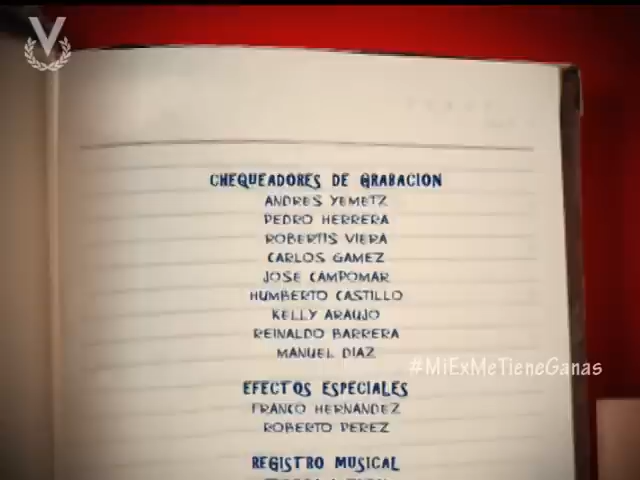 CHEQUEADORES DE GRABACION
ANDRES YEMETZ
PEDRO HERRERA
ROBERTIS VIERA
CARLOS GAMEZ
JOSE CAMPOMAR
HUMBERTO CASTILLO
KELLY ARAUJO
REINALDO BARRERA
MANUEL DIAZ
#MiExMeTieneGanas
EFECTOS ESPECIALES
FRANCO HERNANDEZ
ROBERTO PEREZ
REGISTRO MUSICAL